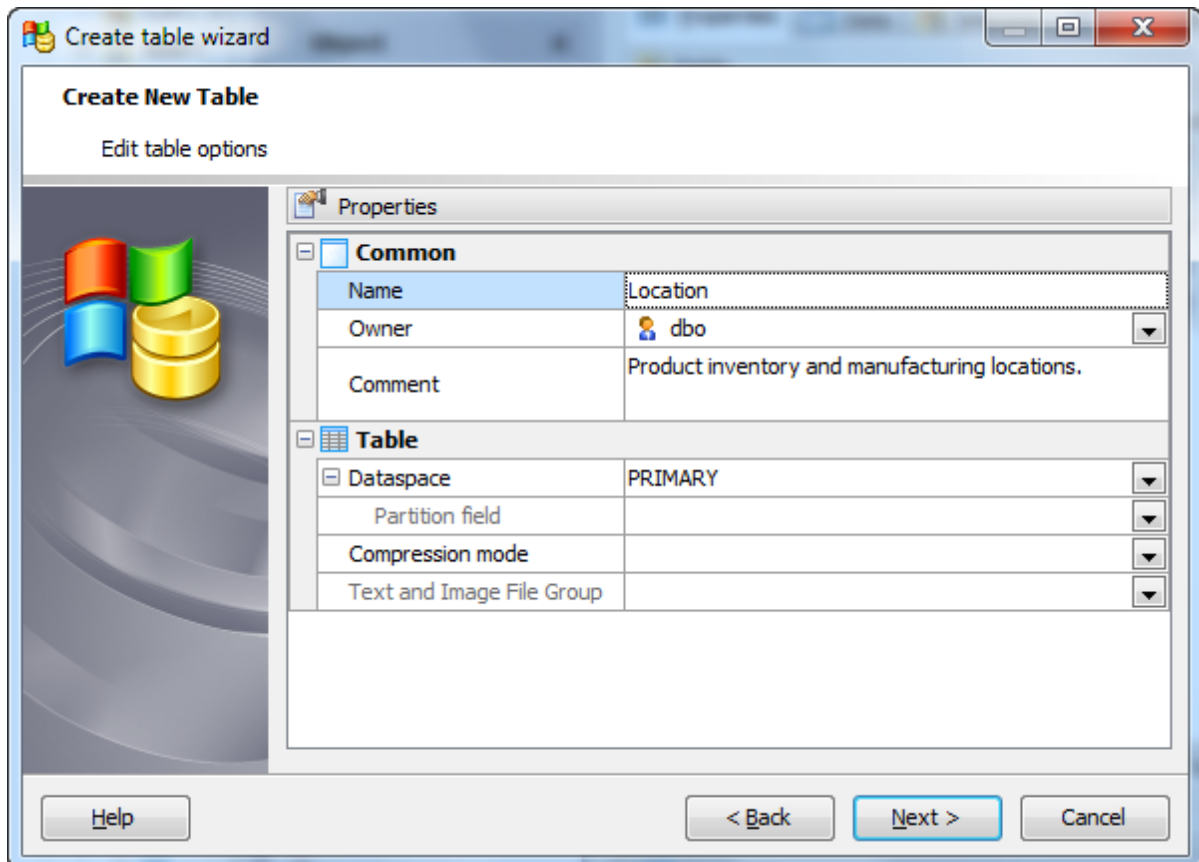 Create table wizard
Create New Table
Edit table options
Properties
Common
Name Location
Owner dbo
Comment Product inventory and manufacturing locations.
Table
Dataspace PRIMARY
Partition field
Compression mode
Text and Image File Group
Help < Back Next > Cancel